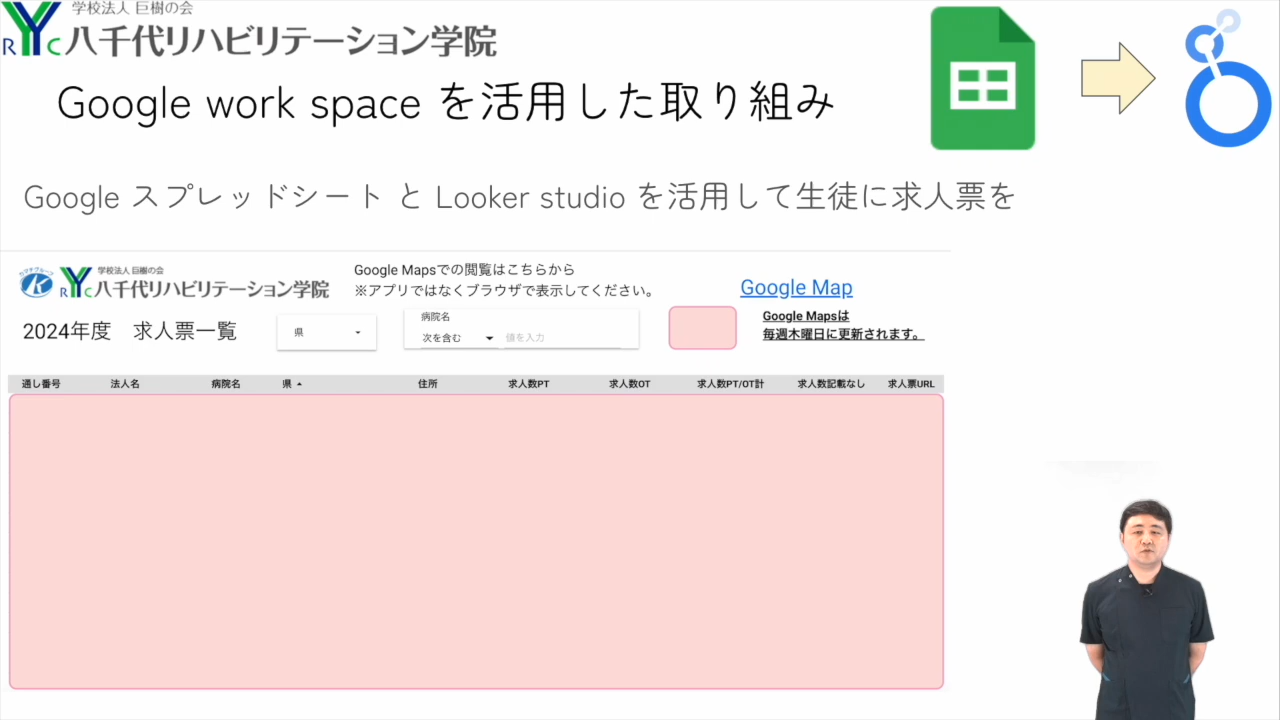 学校法人 巨樹の会
RYC 八千代リハビリテーション学院
Google work space を活用した取り組み
Google スプレッドシート と Looker studio を活用して生徒に求人票を
カマチグループ
K
学校法人 巨樹の会
RYC 八千代リハビリテーション学院
Google Mapsでの閲覧はこちらから
※アプリではなくブラウザで表示してください。
Google Map
2024年度 求人票一覧
県
病院名
次を含む 値を入力
Google Mapsは
毎週木曜日に更新されます。
通し番号 法人名 病院名 県 住所 求人数PT 求人数OT 求人数PT/OT計 求人数記載なし 求人票URL